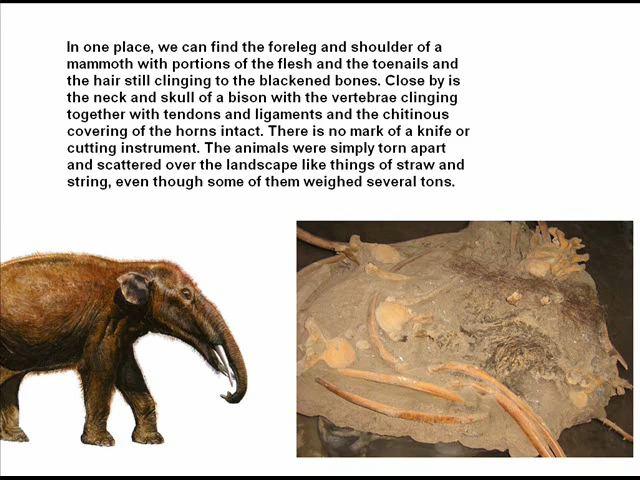 In one place, we can find the foreleg and shoulder of a
mammoth with portions of the flesh and the toenails and
the hair still clinging to the blackened bones. Close by is
the neck and skull of a bison with the vertebrae clinging
together with tendons and ligaments and the chitinous
covering of the horns intact. There is no mark of a knife or
cutting instrument. The animals were simply torn apart
and scattered over the landscape like things of straw and
string, even though some of them weighed several tons.